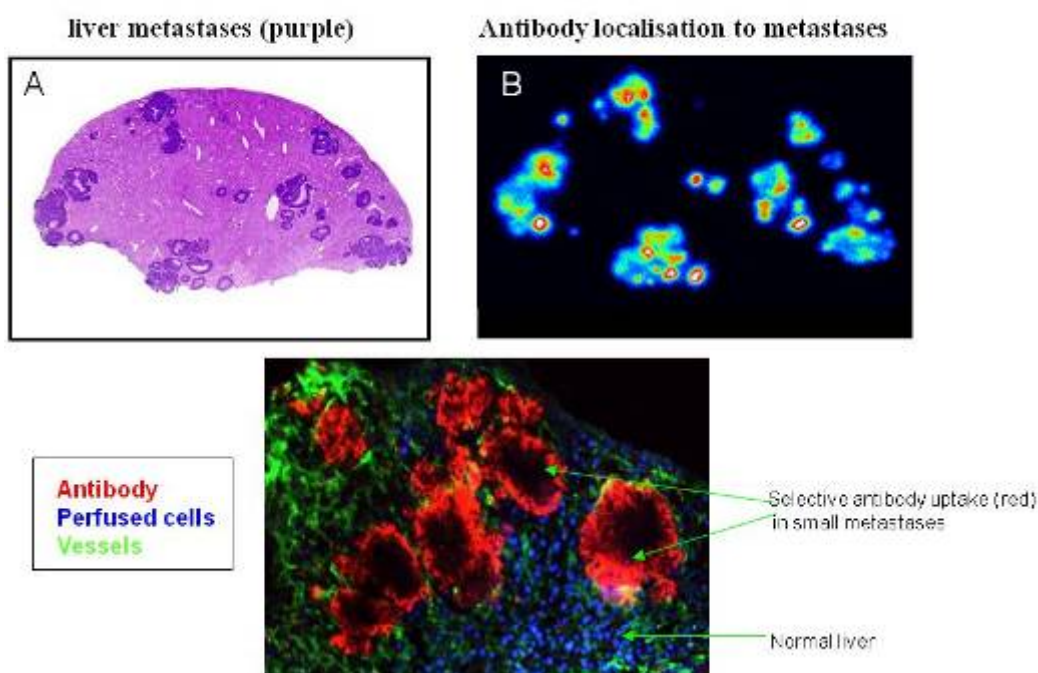 liver metastases (purple)
Antibody localisation to metastases
A
B
Antibody
Perfused cells
Vessels
Selective antibody uptake (red)
in small metastases
Normal liver